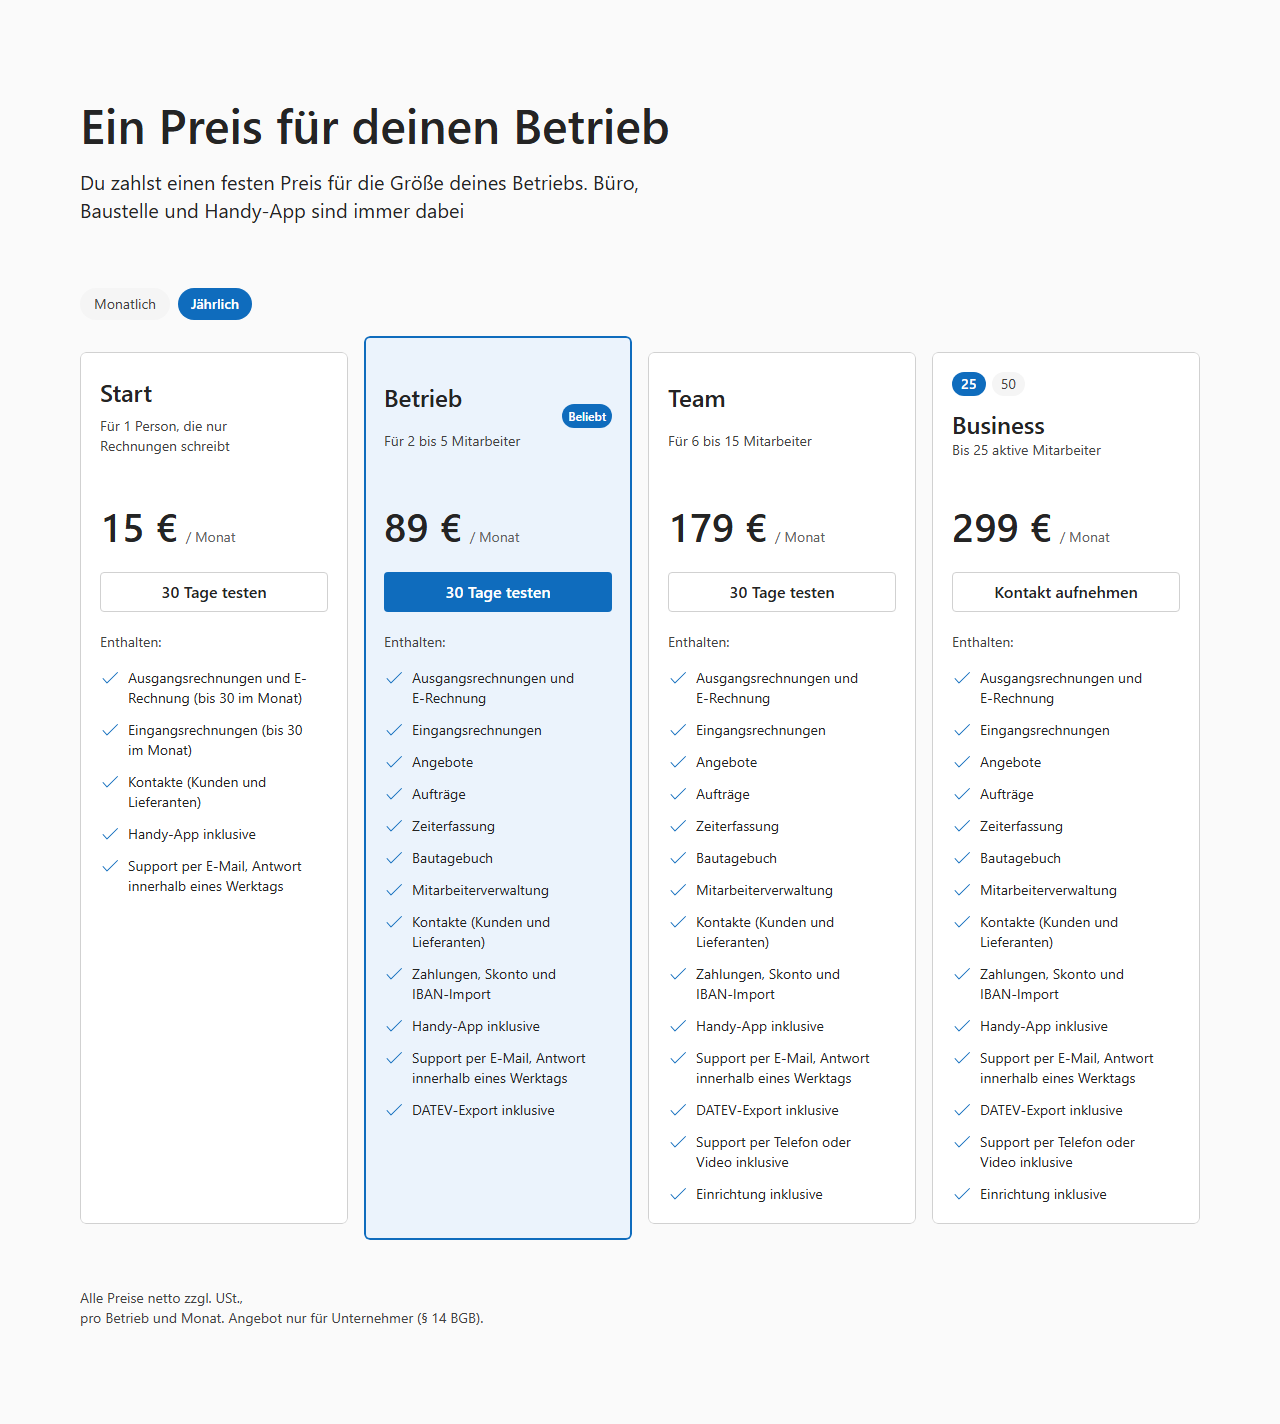 Ein Preis für deinen Betrieb
Du zahlst einen festen Preis für die Größe deines Betriebs. Büro,
Baustelle und Handy-App sind immer dabei
Monatlich
Jährlich
Start
Für 1 Person, die nur
Rechnungen schreibt
15 € / Monat
30 Tage testen
Enthalten:
Ausgangsrechnungen und E-
Rechnung (bis 30 im Monat)
Eingangsrechnungen (bis 30
im Monat)
Kontakte (Kunden und
Lieferanten)
Handy-App inklusive
Support per E-Mail, Antwort
innerhalb eines Werktags
Betrieb
Beliebt
Für 2 bis 5 Mitarbeiter
89 € / Monat
30 Tage testen
Enthalten:
Ausgangsrechnungen und
E-Rechnung
Eingangsrechnungen
Angebote
Aufträge
Zeiterfassung
Bautagebuch
Mitarbeiterverwaltung
Kontakte (Kunden und
Lieferanten)
Zahlungen, Skonto und
IBAN-Import
Handy-App inklusive
Support per E-Mail, Antwort
innerhalb eines Werktags
DATEV-Export inklusive
Team
Für 6 bis 15 Mitarbeiter
179 € / Monat
30 Tage testen
Enthalten:
Ausgangsrechnungen und
E-Rechnung
Eingangsrechnungen
Angebote
Aufträge
Zeiterfassung
Bautagebuch
Mitarbeiterverwaltung
Kontakte (Kunden und
Lieferanten)
Zahlungen, Skonto und
IBAN-Import
Handy-App inklusive
Support per E-Mail, Antwort
innerhalb eines Werktags
DATEV-Export inklusive
Support per Telefon oder
Video inklusive
Einrichtung inklusive
25
50
Business
Bis 25 aktive Mitarbeiter
299 € / Monat
Kontakt aufnehmen
Enthalten:
Ausgangsrechnungen und
E-Rechnung
Eingangsrechnungen
Angebote
Aufträge
Zeiterfassung
Bautagebuch
Mitarbeiterverwaltung
Kontakte (Kunden und
Lieferanten)
Zahlungen, Skonto und
IBAN-Import
Handy-App inklusive
Support per E-Mail, Antwort
innerhalb eines Werktags
DATEV-Export inklusive
Support per Telefon oder
Video inklusive
Einrichtung inklusive
Alle Preise netto zzgl. USt.,
pro Betrieb und Monat. Angebot nur für Unternehmer (§ 14 BGB).